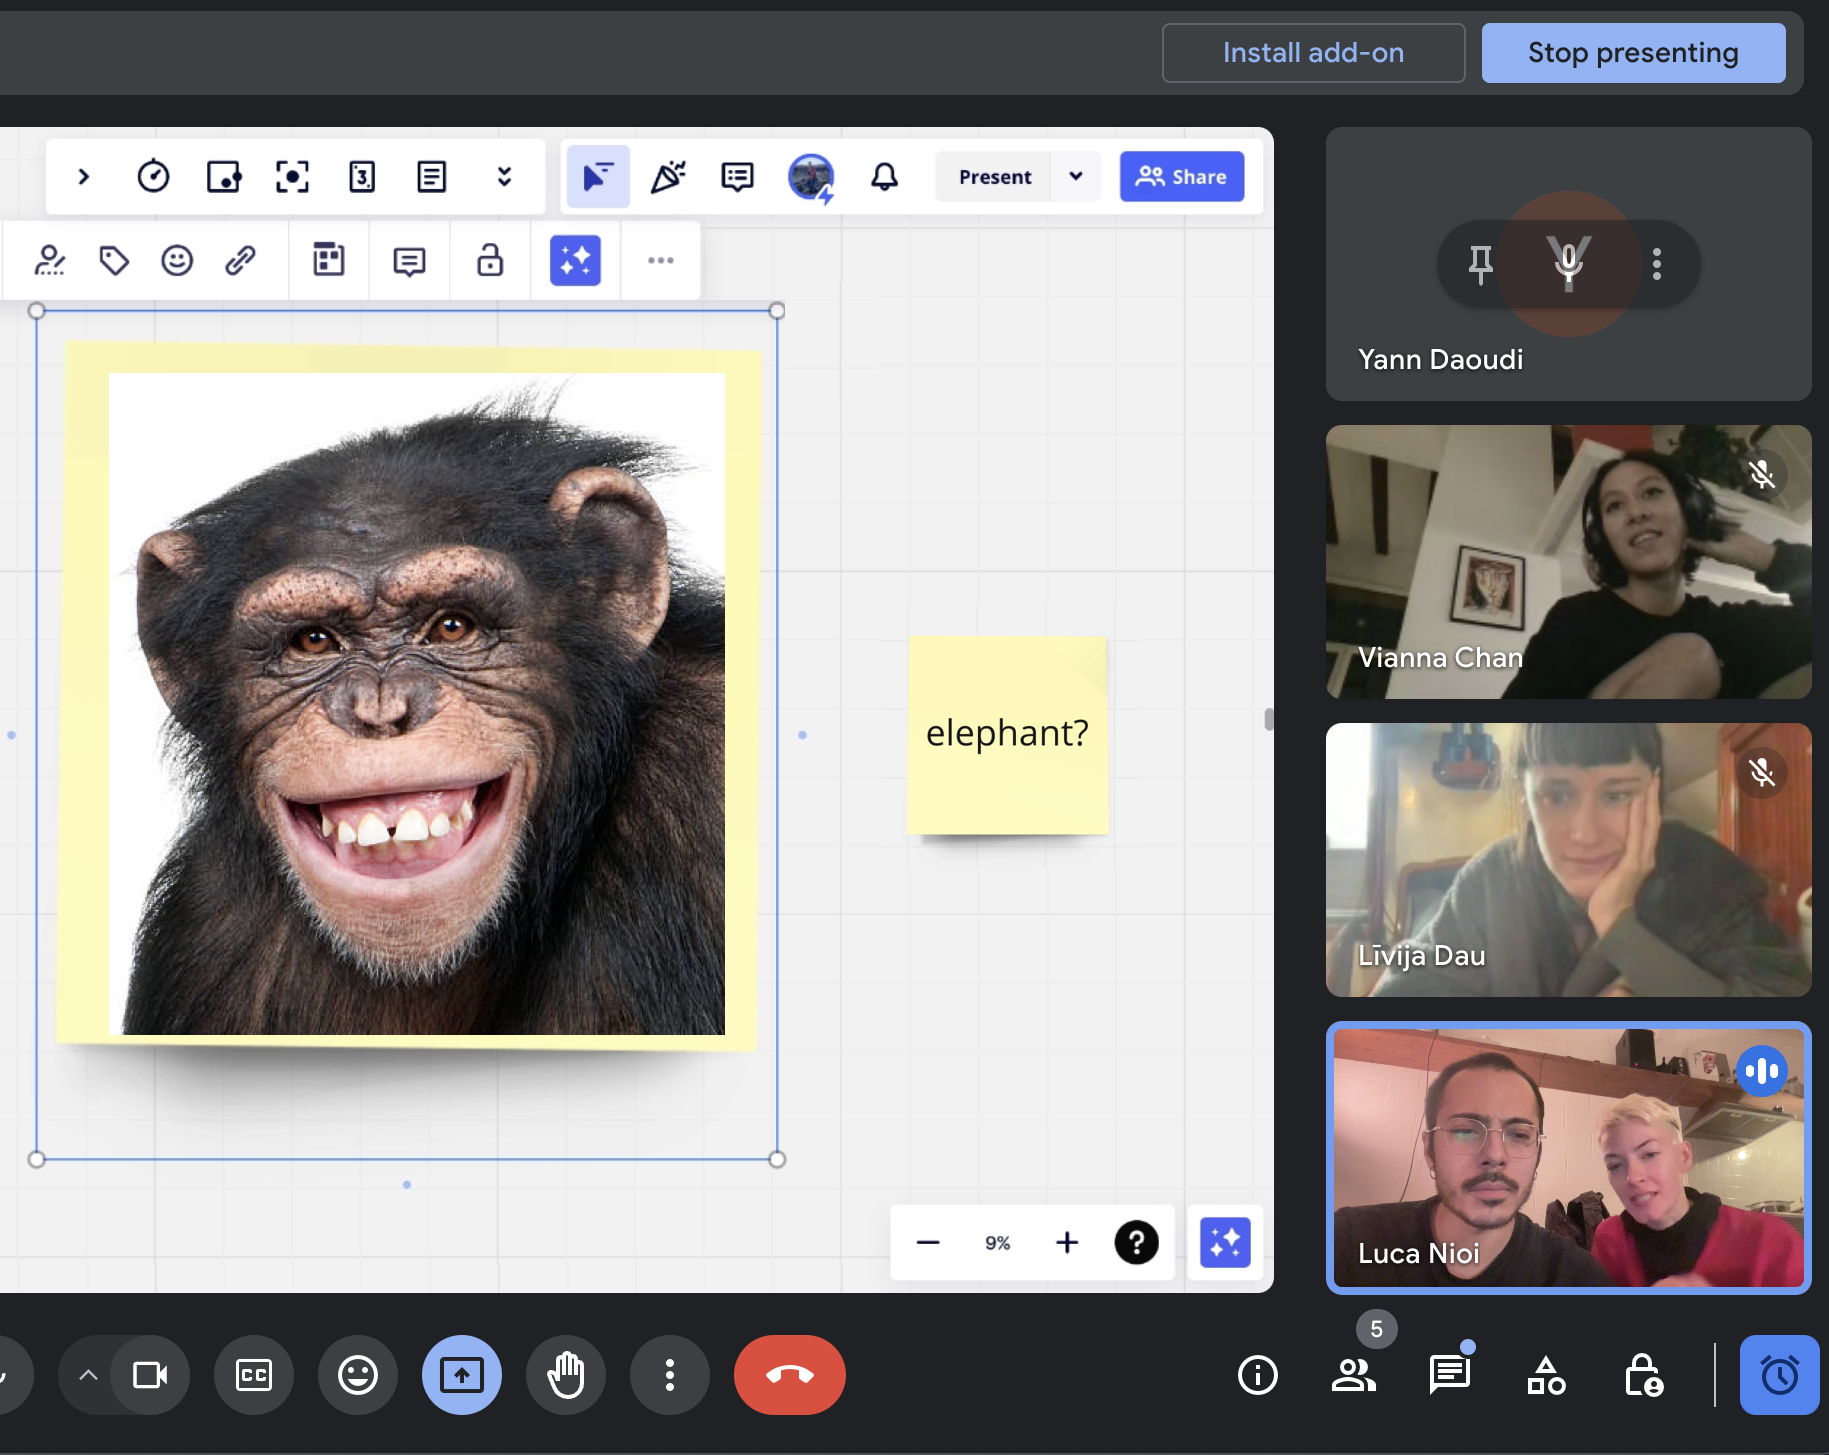 Install add-on
Stop presenting
3
Present
Share
Yann Daoudi
Vianna Chan
elephant?
Līvija Dau
Luca Nioi
9%
?
5
CC